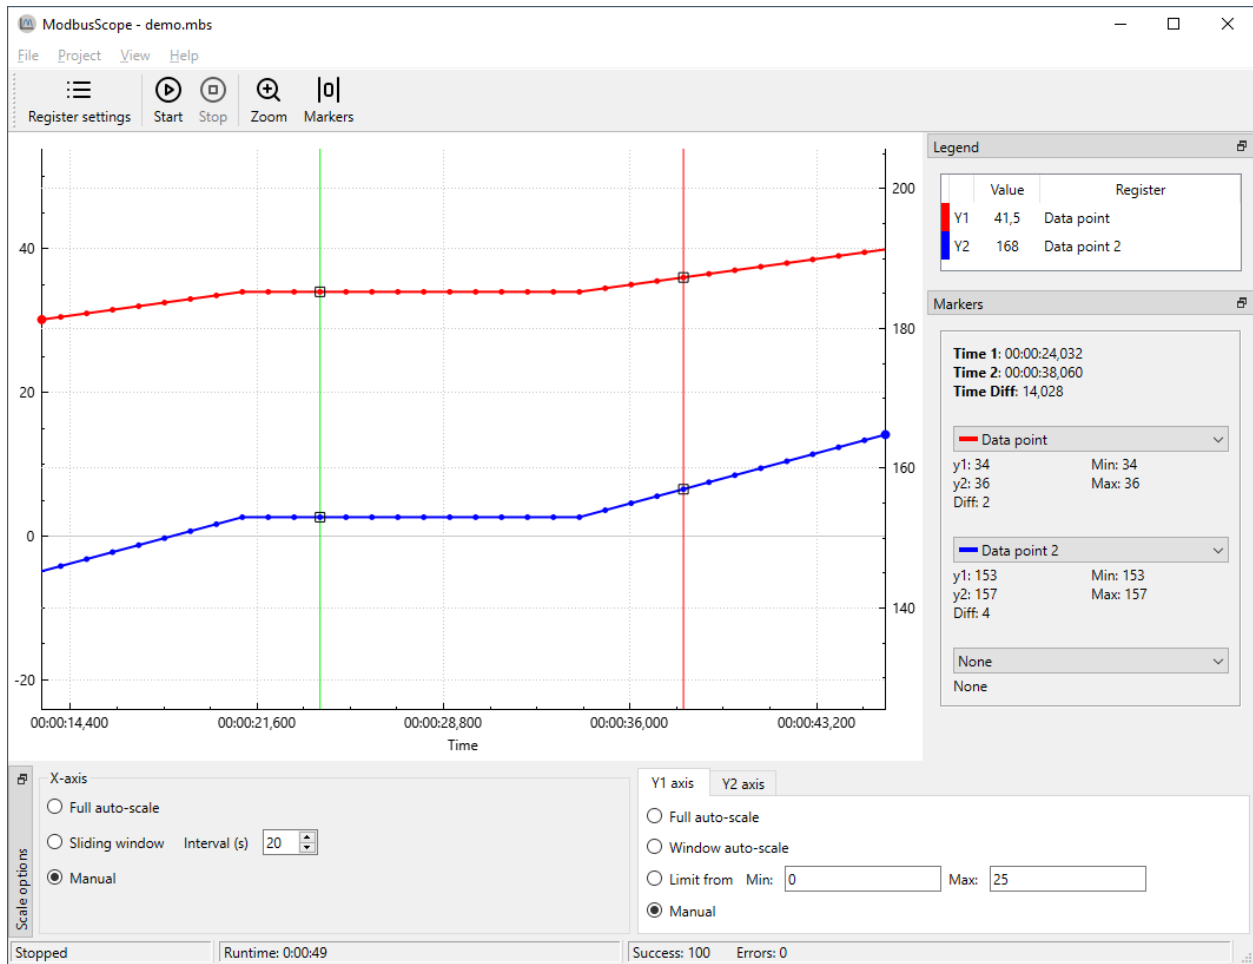 ModbusScope - demo.mbs
File Project View Help
Register settings Start Stop Zoom Markers
40
20
0
-20
200
180
160
140
00:00:14,400 00:00:21,600 00:00:28,800 00:00:36,000 00:00:43,200
Time
Legend
Value Register
Y1 41,5 Data point
Y2 168 Data point 2
Markers
Time 1: 00:00:24,032
Time 2: 00:00:38,060
Time Diff: 14,028
Data point
y1: 34 Min: 34
y2: 36 Max: 36
Diff: 2
Data point 2
y1: 153 Min: 153
y2: 157 Max: 157
Diff: 4
None
None
Scale options
X-axis
Full auto-scale
Sliding window Interval (s) 20
Manual
Y1 axis Y2 axis
Full auto-scale
Window auto-scale
Limit from Min: 0 Max: 25
Manual
Stopped Runtime: 0:00:49 Success: 100 Errors: 0